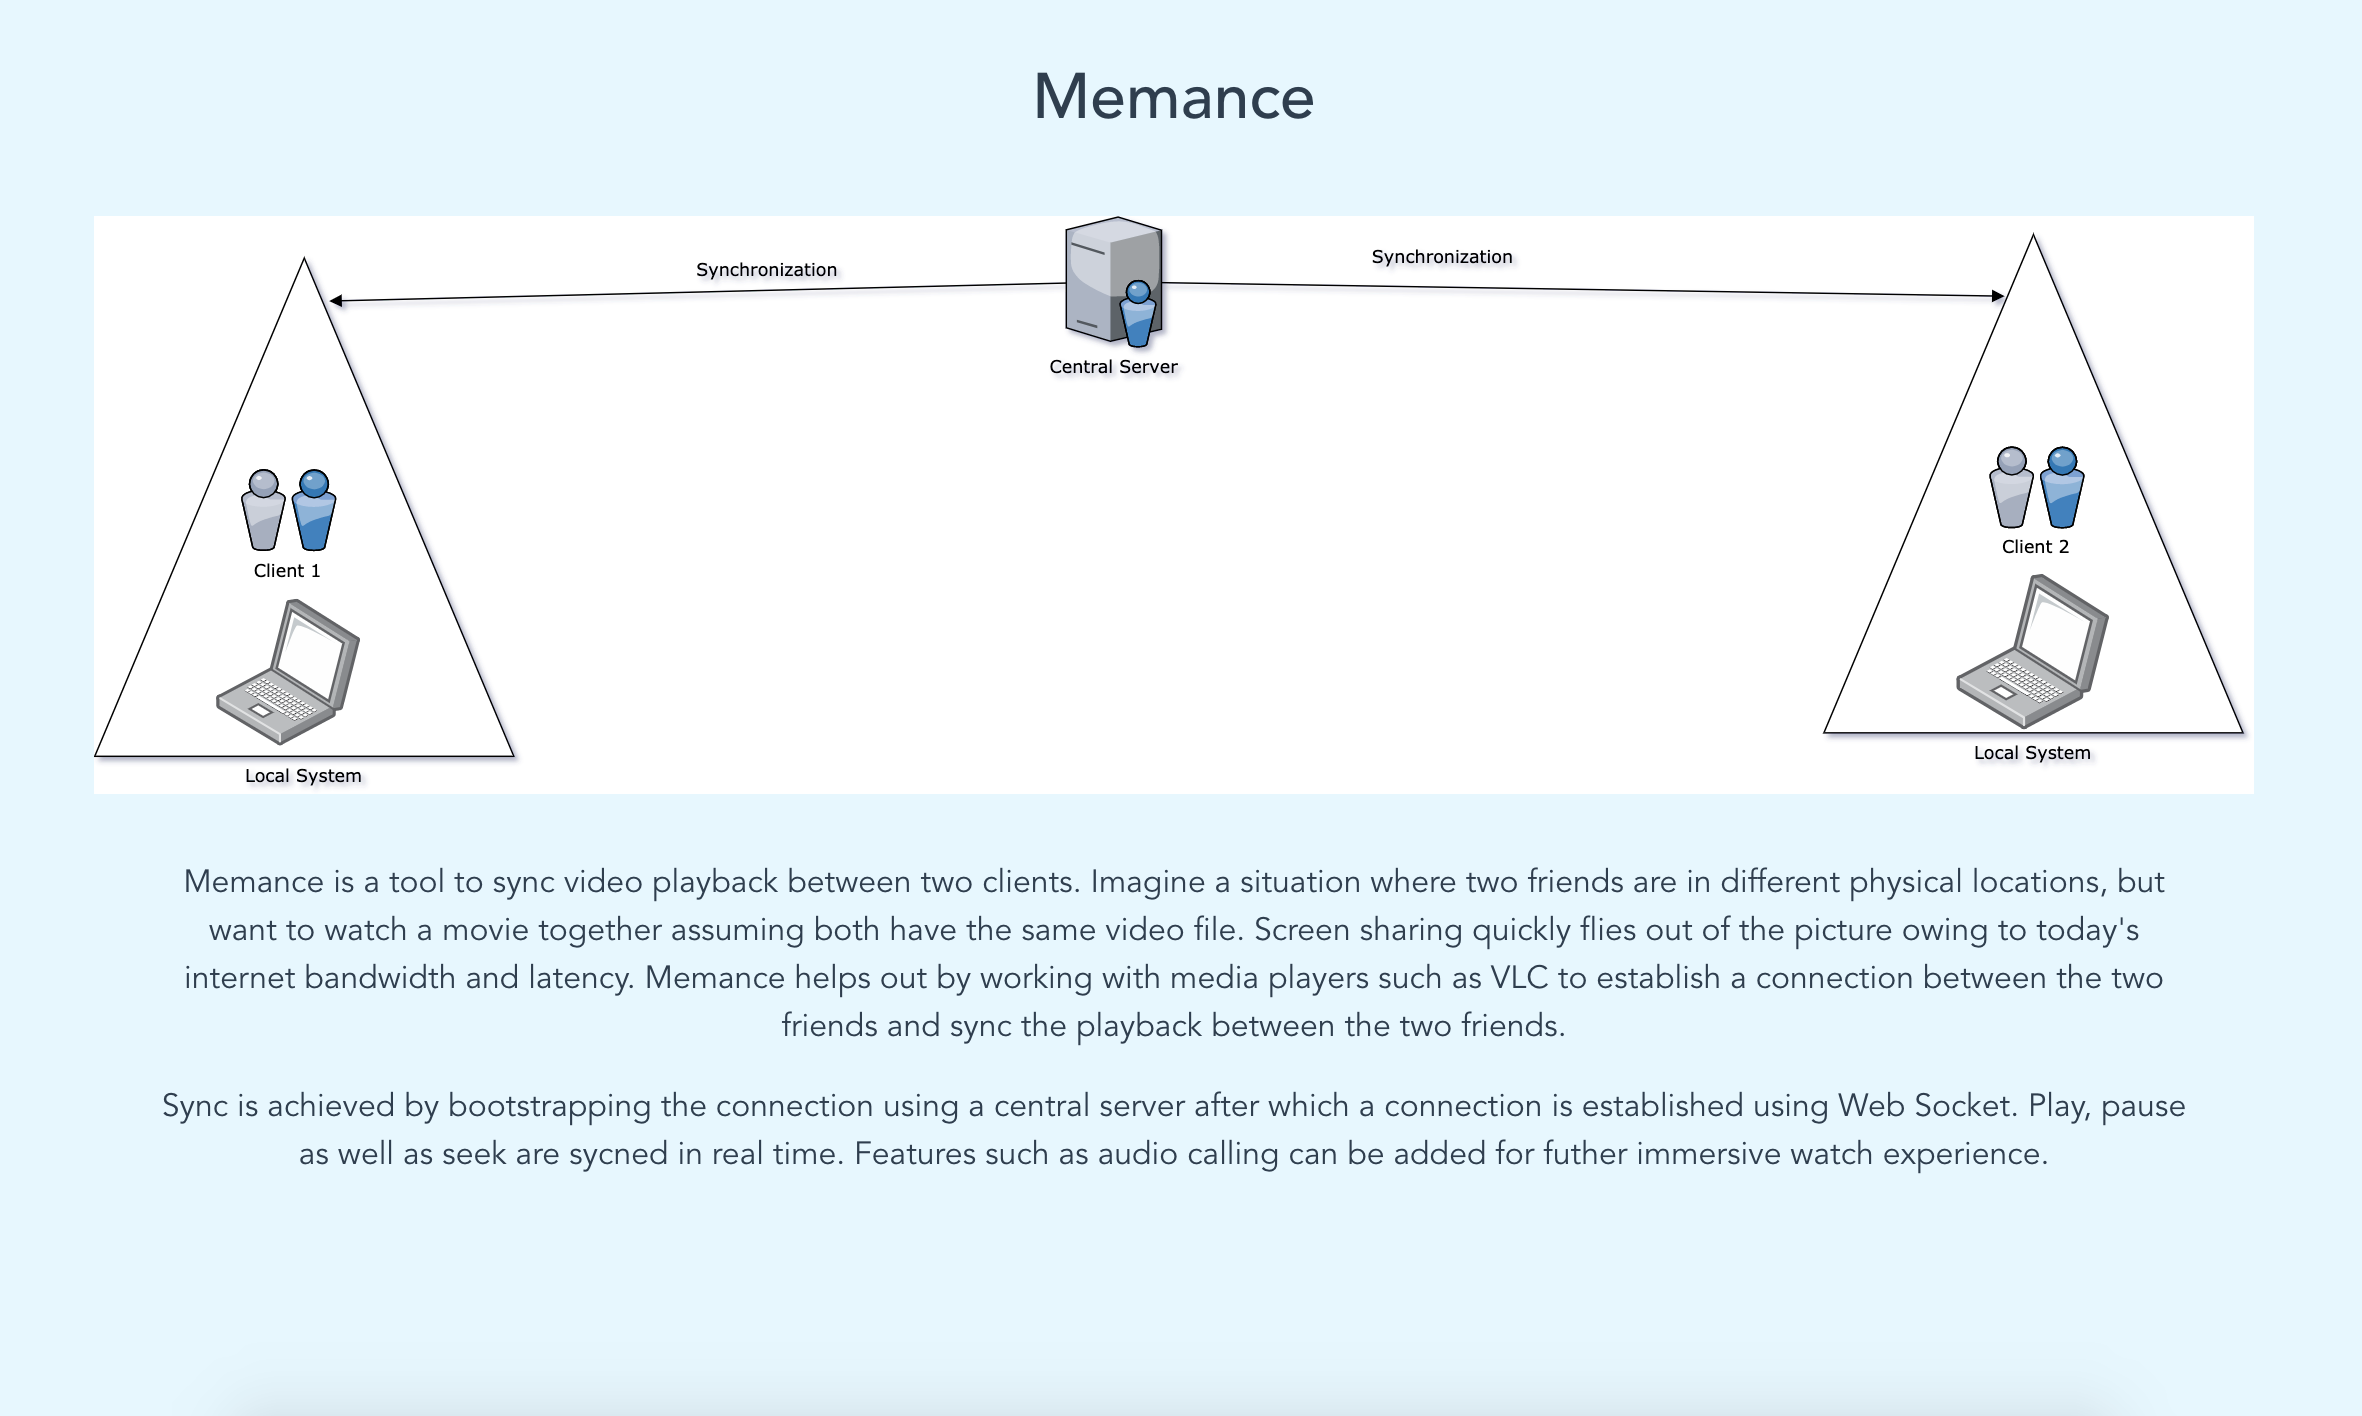 Memance
Synchronization
Synchronization
Central Server
Client 1
Client 2
Local System
Local System
Memance is a tool to sync video playback between two clients. Imagine a situation where two friends are in different physical locations, but
want to watch a movie together assuming both have the same video file. Screen sharing quickly flies out of the picture owing to today's
internet bandwidth and latency. Memance helps out by working with media players such as VLC to establish a connection between the two
friends and sync the playback between the two friends.
Sync is achieved by bootstrapping the connection using a central server after which a connection is established using Web Socket. Play, pause
as well as seek are sycned in real time. Features such as audio calling can be added for futher immersive watch experience.